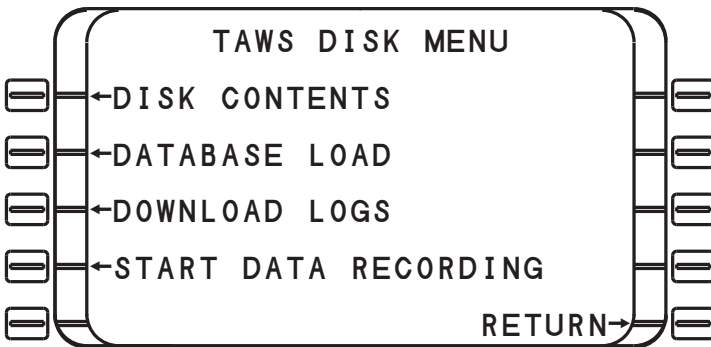 TAWS DISK MENU
←DISK CONTENTS
←DATABASE LOAD
←DOWNLOAD LOGS
←START DATA RECORDING
RETURN→